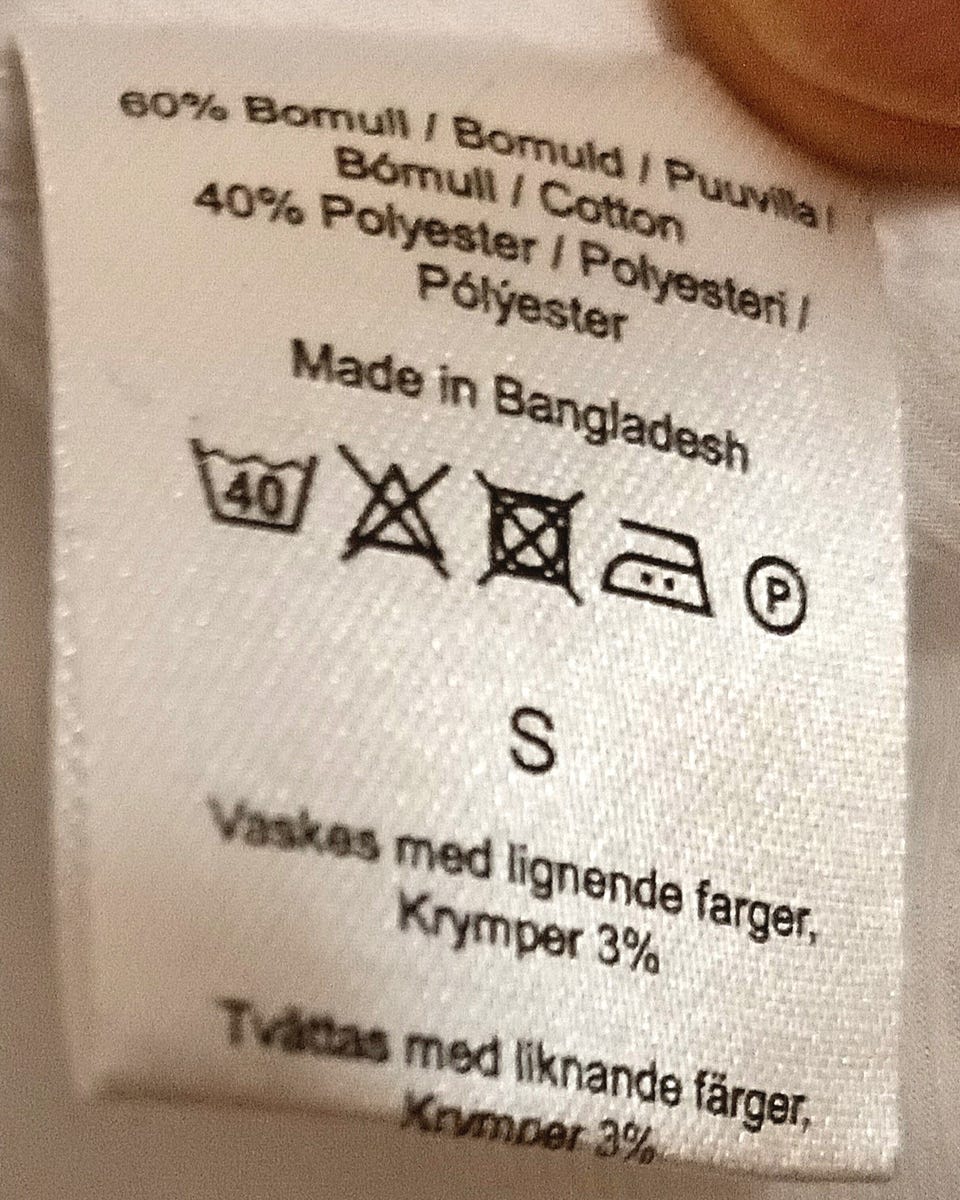 60% Bomull / Bomuld / Puuvilla /
Bómull / Cotton
40% Polyester / Polyesteri /
Pólýester
Made in Bangladesh
40
P
S
Vaskes med lignende farger,
Krymper 3%
Tvättas med liknande färger,
Krymper 3%